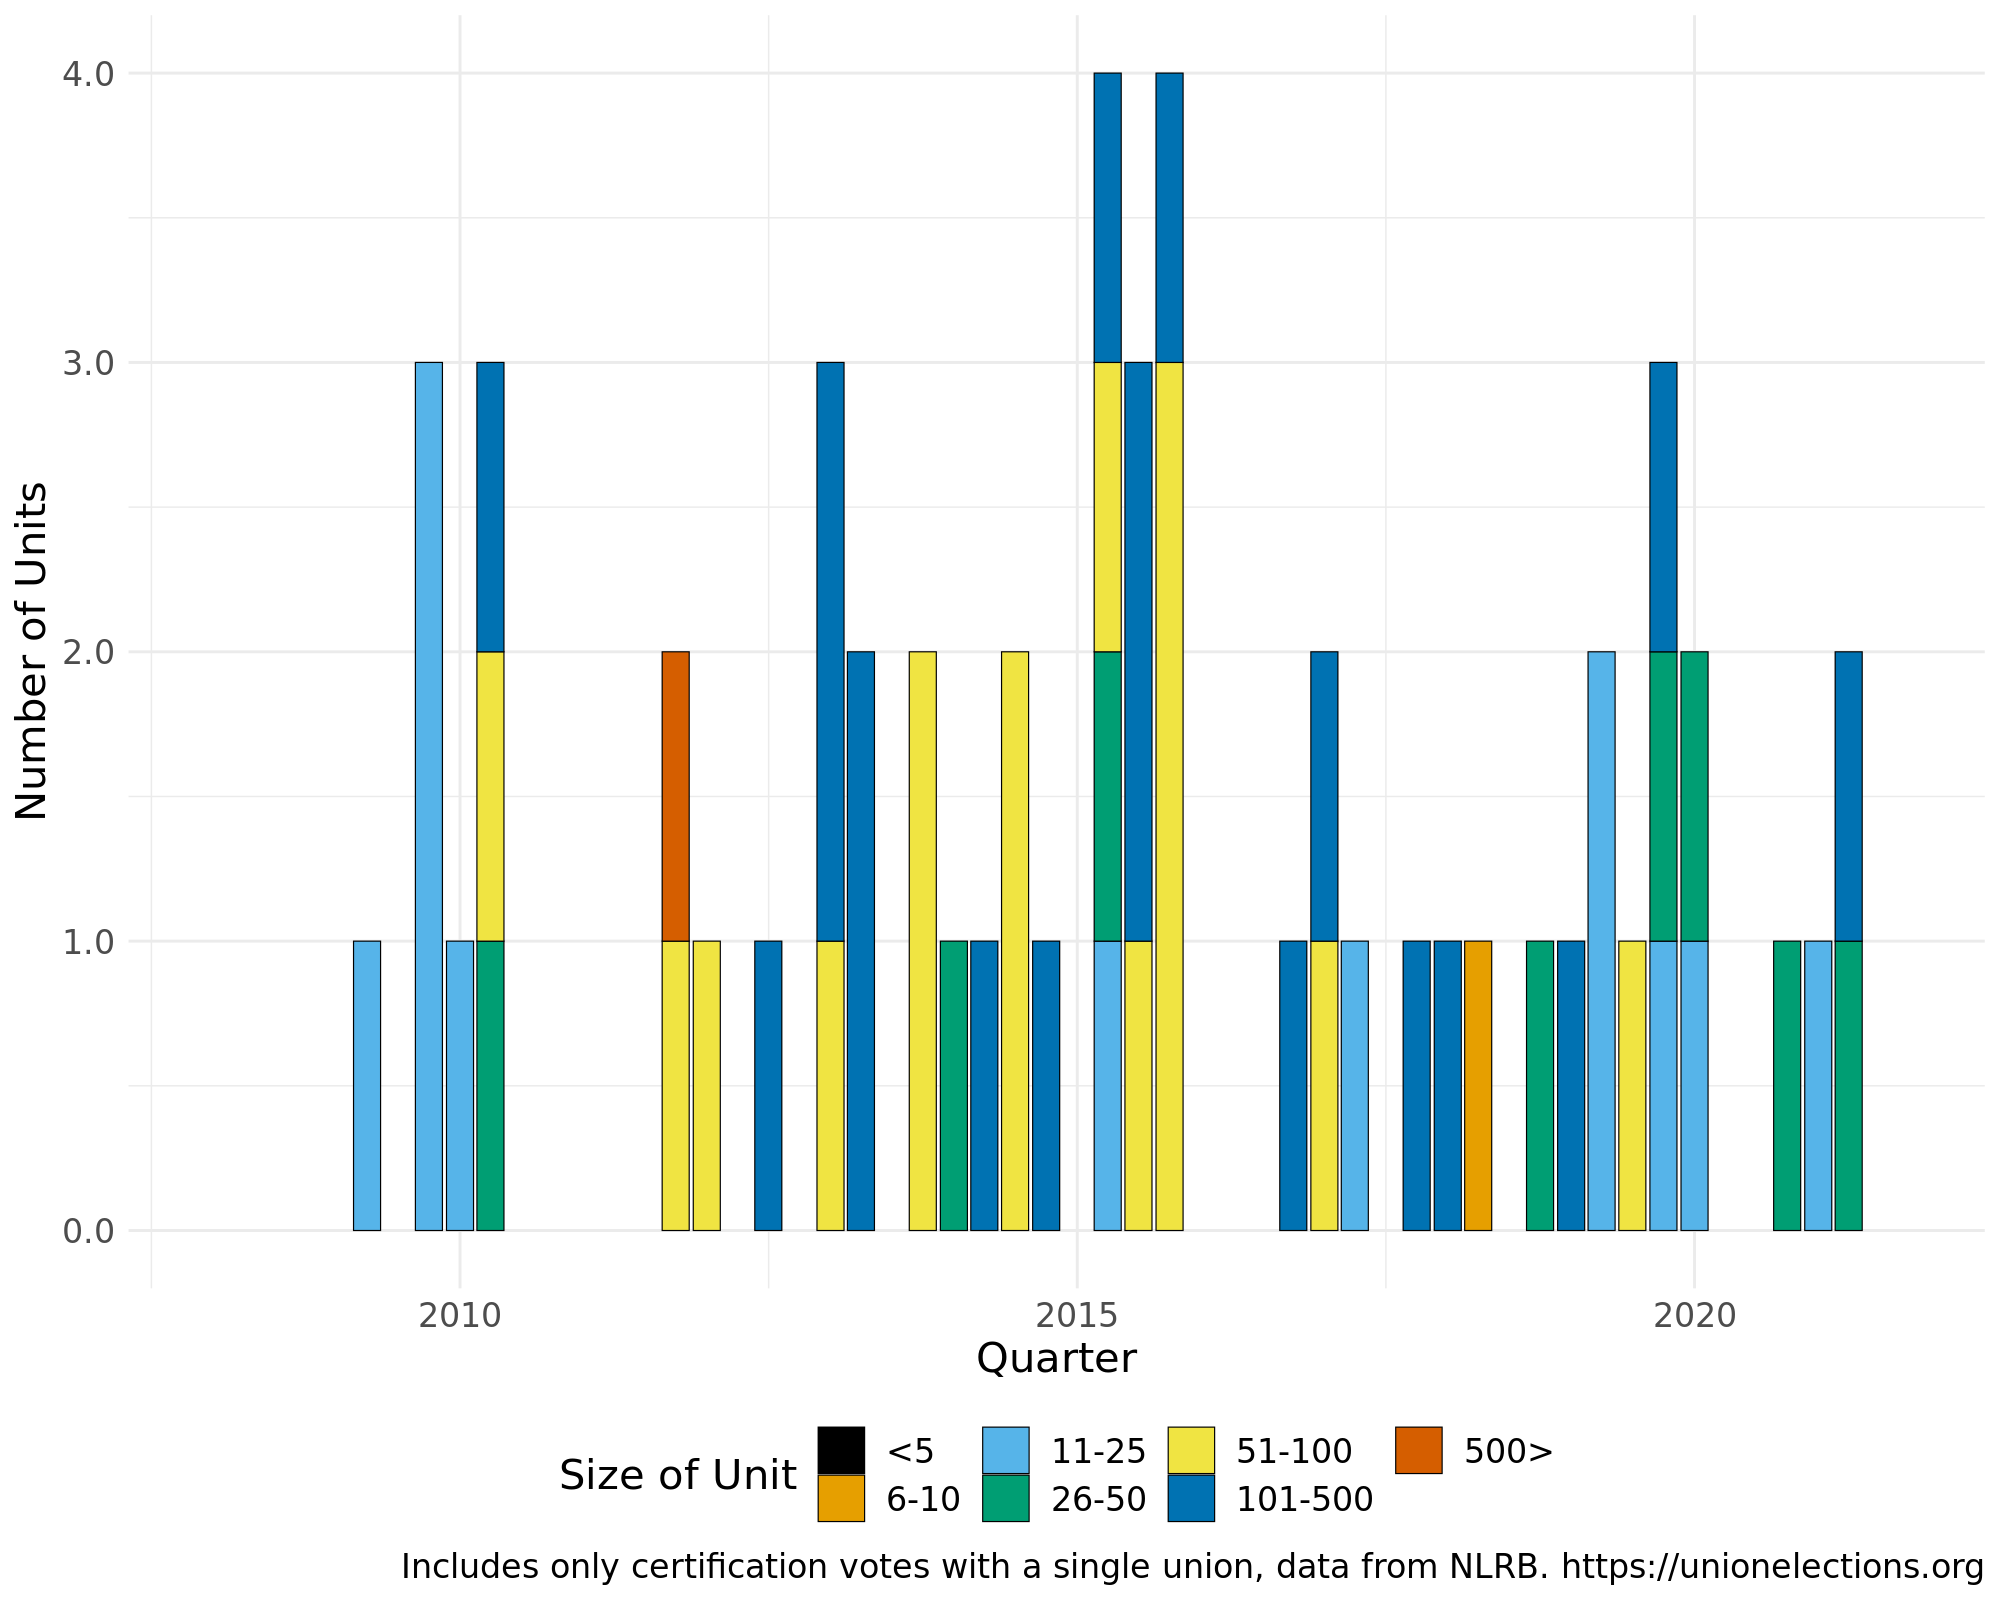 4.0
3.0
2.0
1.0
0.0
Number of Units
2010 2015 2020
Quarter
Size of Unit
<5 11-25 51-100 500>
6-10 26-50 101-500
Includes only certification votes with a single union, data from NLRB. https://unionelections.org